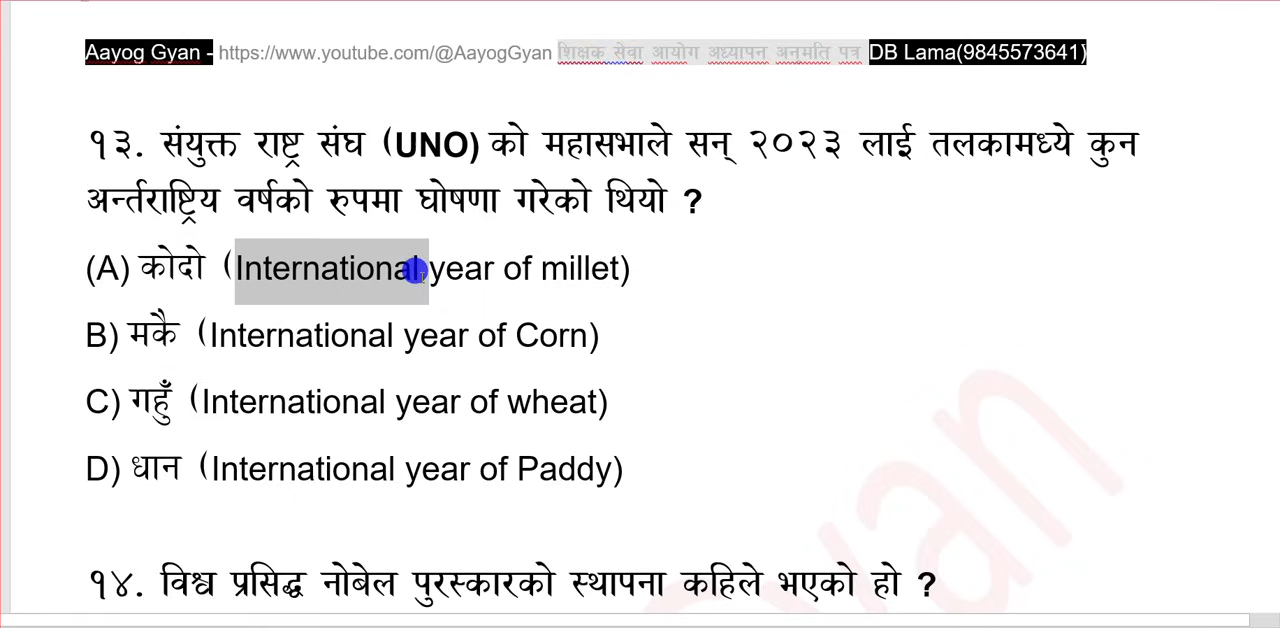 Aayog Gyan - https://www.youtube.com/@AayogGyan शिक्षक सेवा आयोग अध्यापन अनुमति पत्र DB Lama(9845573641)
१३. संयुक्त राष्ट्र संघ (UNO) को महासभाले सन् २०२३ लाई तलकामध्ये कुन
अर्न्तराष्ट्रिय वर्षको रुपमा घोषणा गरेको थियो ?
(A) कोदो (International year of millet)
B) मकै (International year of Corn)
C) गहुँ (International year of wheat)
D) धान (International year of Paddy)
१४. विश्व प्रसिद्ध नोबेल पुरस्कारको स्थापना कहिले भएको हो ?